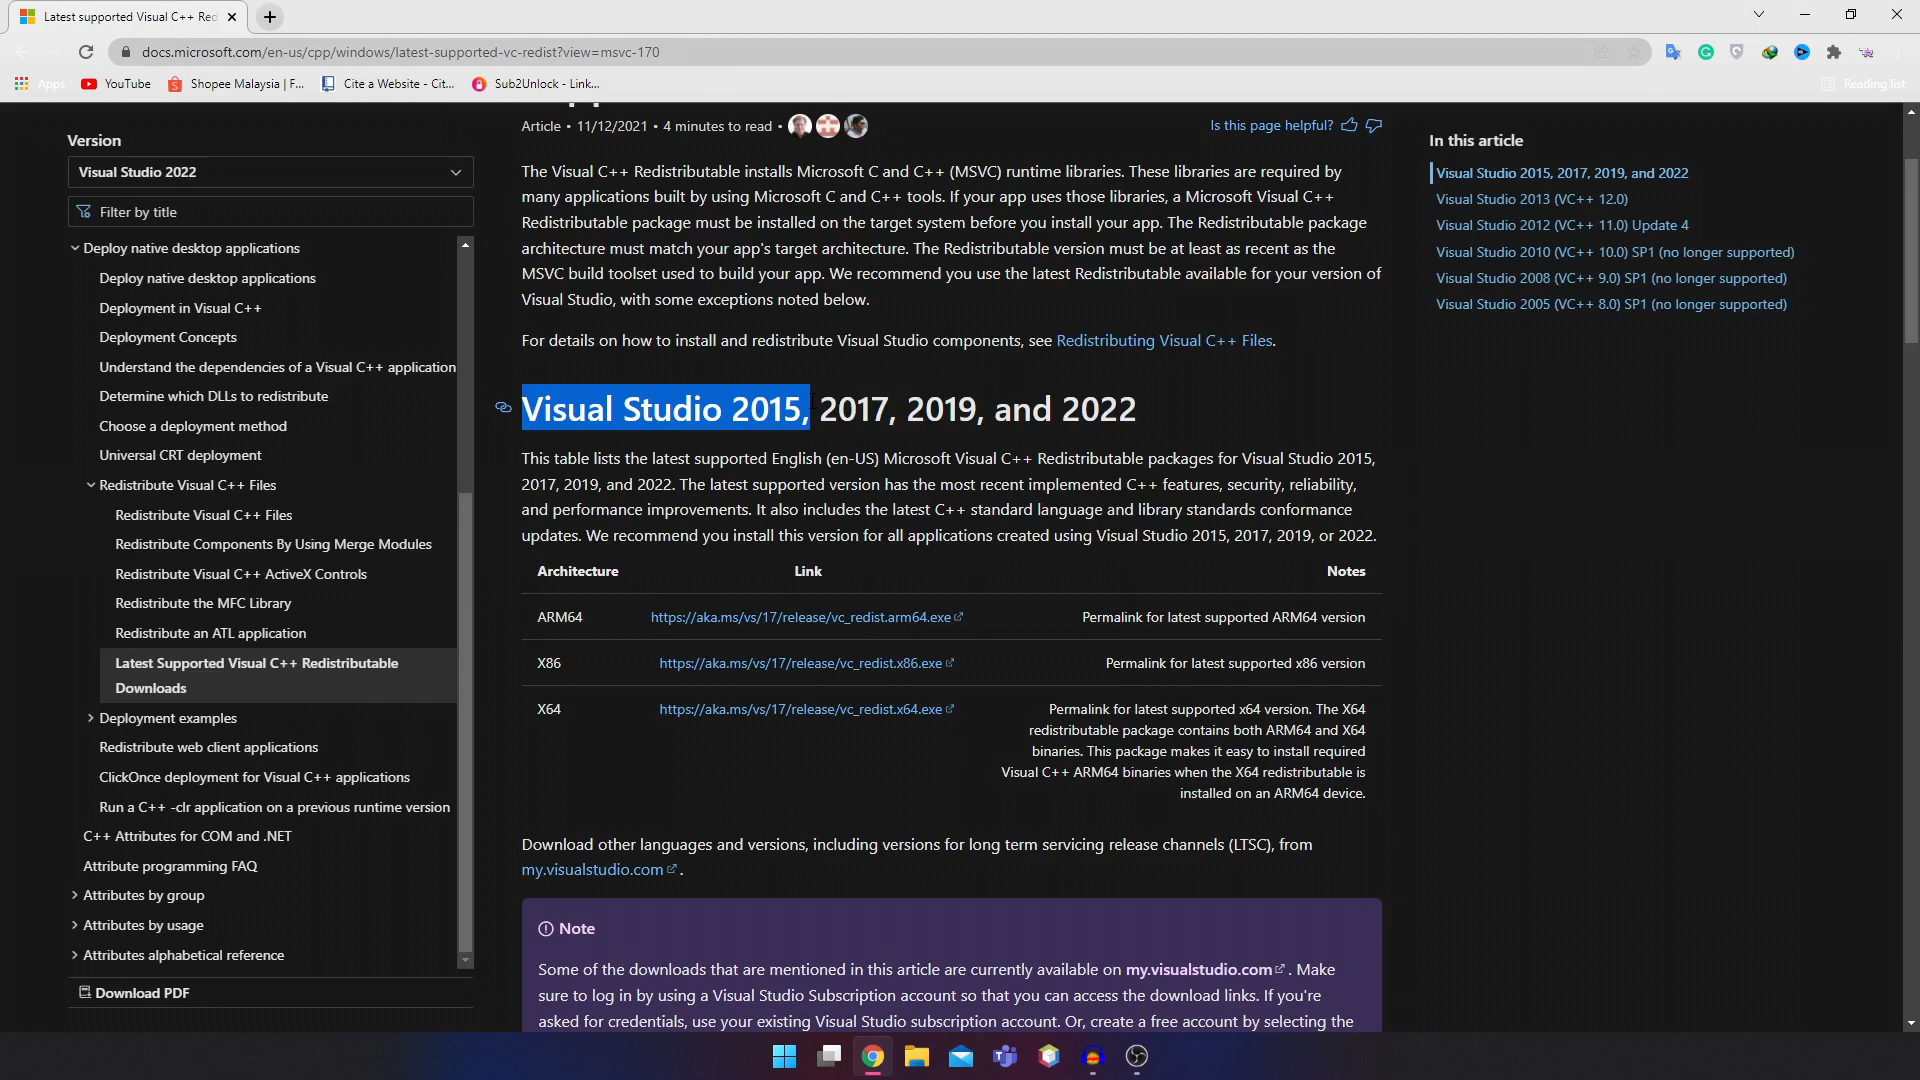 Latest supported Visual C++ Red
docs.microsoft.com/en-us/cpp/windows/latest-supported-vc-redist?view=msvc-170
Apps
YouTube
Shopee Malaysia | F...
Cite a Website - Cit...
Sub2Unlock - Link...
Reading list
Version
Visual Studio 2022
Filter by title
Deploy native desktop applications
Deploy native desktop applications
Deployment in Visual C++
Deployment Concepts
Understand the dependencies of a Visual C++ application
Determine which DLLs to redistribute
Choose a deployment method
Universal CRT deployment
Redistribute Visual C++ Files
Redistribute Visual C++ Files
Redistribute Components By Using Merge Modules
Redistribute Visual C++ ActiveX Controls
Redistribute the MFC Library
Redistribute an ATL application
Latest Supported Visual C++ Redistributable
Downloads
Deployment examples
Redistribute web client applications
ClickOnce deployment for Visual C++ applications
Run a C++ -clr application on a previous runtime version
C++ Attributes for COM and .NET
Attribute programming FAQ
Attributes by group
Attributes by usage
Attributes alphabetical reference
Download PDF
Article • 11/12/2021 • 4 minutes to read •
Is this page helpful?
The Visual C++ Redistributable installs Microsoft C and C++ (MSVC) runtime libraries. These libraries are required by
many applications built by using Microsoft C and C++ tools. If your app uses those libraries, a Microsoft Visual C++
Redistributable package must be installed on the target system before you install your app. The Redistributable package
architecture must match your app's target architecture. The Redistributable version must be at least as recent as the
MSVC build toolset used to build your app. We recommend you use the latest Redistributable available for your version of
Visual Studio, with some exceptions noted below.
For details on how to install and redistribute Visual Studio components, see Redistributing Visual C++ Files.
Visual Studio 2015, 2017, 2019, and 2022
This table lists the latest supported English (en-US) Microsoft Visual C++ Redistributable packages for Visual Studio 2015,
2017, 2019, and 2022. The latest supported version has the most recent implemented C++ features, security, reliability,
and performance improvements. It also includes the latest C++ standard language and library standards conformance
updates. We recommend you install this version for all applications created using Visual Studio 2015, 2017, 2019, or 2022.
Architecture Link Notes
ARM64 https://aka.ms/vs/17/release/vc_redist.arm64.exe Permalink for latest supported ARM64 version
X86 https://aka.ms/vs/17/release/vc_redist.x86.exe Permalink for latest supported x86 version
X64 https://aka.ms/vs/17/release/vc_redist.x64.exe Permalink for latest supported x64 version. The X64
redistributable package contains both ARM64 and X64
binaries. This package makes it easy to install required
Visual C++ ARM64 binaries when the X64 redistributable is
installed on an ARM64 device.
Download other languages and versions, including versions for long term servicing release channels (LTSC), from
my.visualstudio.com .
Note
Some of the downloads that are mentioned in this article are currently available on my.visualstudio.com . Make
sure to log in by using a Visual Studio Subscription account so that you can access the download links. If you're
asked for credentials, use your existing Visual Studio subscription account. Or, create a free account by selecting the
In this article
Visual Studio 2015, 2017, 2019, and 2022
Visual Studio 2013 (VC++ 12.0)
Visual Studio 2012 (VC++ 11.0) Update 4
Visual Studio 2010 (VC++ 10.0) SP1 (no longer supported)
Visual Studio 2008 (VC++ 9.0) SP1 (no longer supported)
Visual Studio 2005 (VC++ 8.0) SP1 (no longer supported)